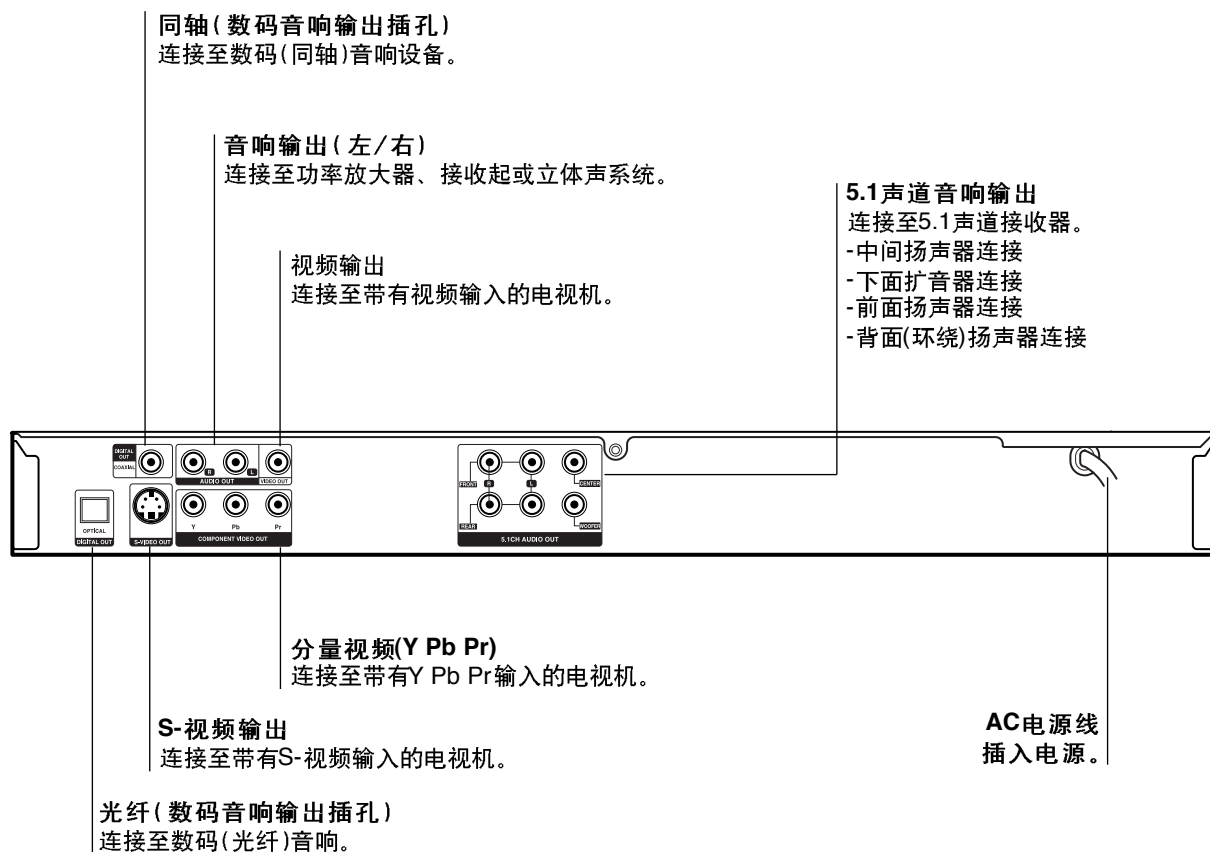 同轴(数码音响输出插孔)
连接至数码(同轴)音响设备。
音响输出(左/右)
连接至功率放大器、接收起或立体声系统。
5.1声道音响输出
连接至5.1声道接收器。
-中间扬声器连接
-下面扩音器连接
-前面扬声器连接
-背面(环绕)扬声器连接
视频输出
连接至带有视频输入的电视机。
DIGITAL
OUT
COAXIAL
R
L
AUDIO OUT
VIDEO OUT
OPTICAL
DIGITAL OUT
S-VIDEO OUT
Y
Pb
Pr
COMPONENT VIDEO OUT
FRONT
R
L
CENTER
REAR
WOOFER
5.1CH AUDIO OUT
分量视频(Y Pb Pr)
连接至带有Y Pb Pr输入的电视机。
S-视频输出
连接至带有S-视频输入的电视机。
AC电源线
插入电源。
光纤(数码音响输出插孔)
连接至数码(光纤)音响。